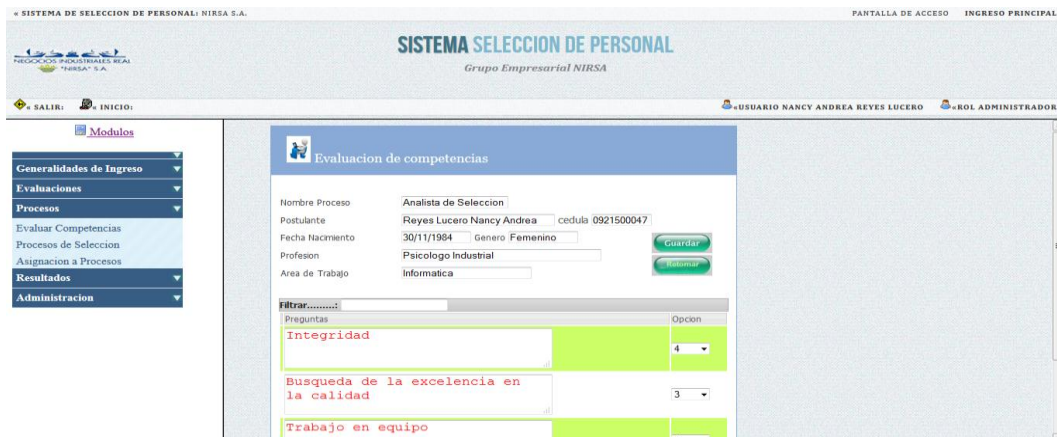 « SISTEMA DE SELECCION DE PERSONAL: NIRSA S.A. PANTALLA DE ACCESO INGRESO PRINCIPAL
NEGOCIOS INDUSTRIALES REAL
"NIRSA" S.A.
SISTEMA SELECCION DE PERSONAL
Grupo Empresarial NIRSA
« SALIR: « INICIO: «USUARIO NANCY ANDREA REYES LUCERO «ROL ADMINISTRADOR
Modulos
Generalidades de Ingreso
Evaluaciones
Procesos
Evaluar Competencias
Procesos de Seleccion
Asignacion a Procesos
Resultados
Administracion
Evaluacion de competencias
Nombre Proceso Analista de Seleccion
Postulante Reyes Lucero Nancy Andrea cedula 0921500047
Fecha Nacimiento 30/11/1984 Genero Femenino
Guardar
Profesion Psicologo Industrial
Retornar
Area de Trabajo Informatica
Filtrar.........:
Preguntas Opcion
Integridad
4
Busqueda de la excelencia en
la calidad
3
Trabajo en equipo